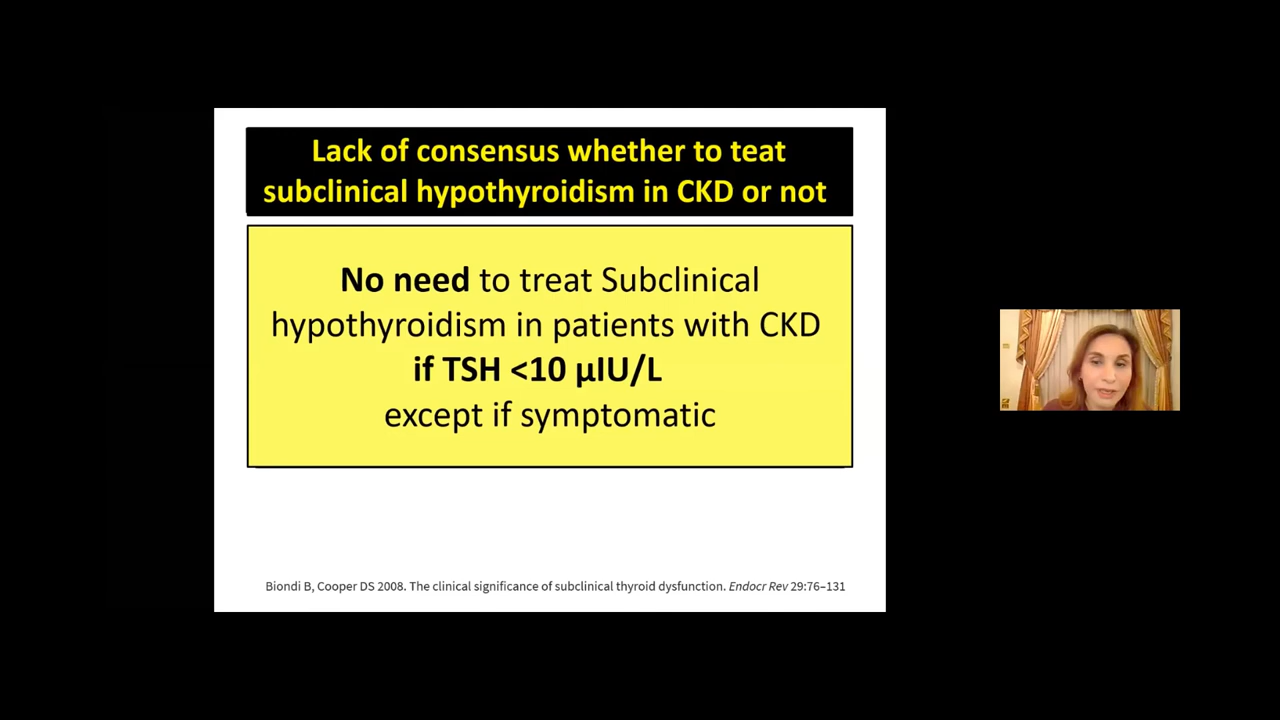 Lack of consensus whether to teat
subclinical hypothyroidism in CKD or not
No need to treat Subclinical
hypothyroidism in patients with CKD
if TSH <10 µIU/L
except if symptomatic
Biondi B, Cooper DS 2008. The clinical significance of subclinical thyroid dysfunction. Endocr Rev 29:76–131